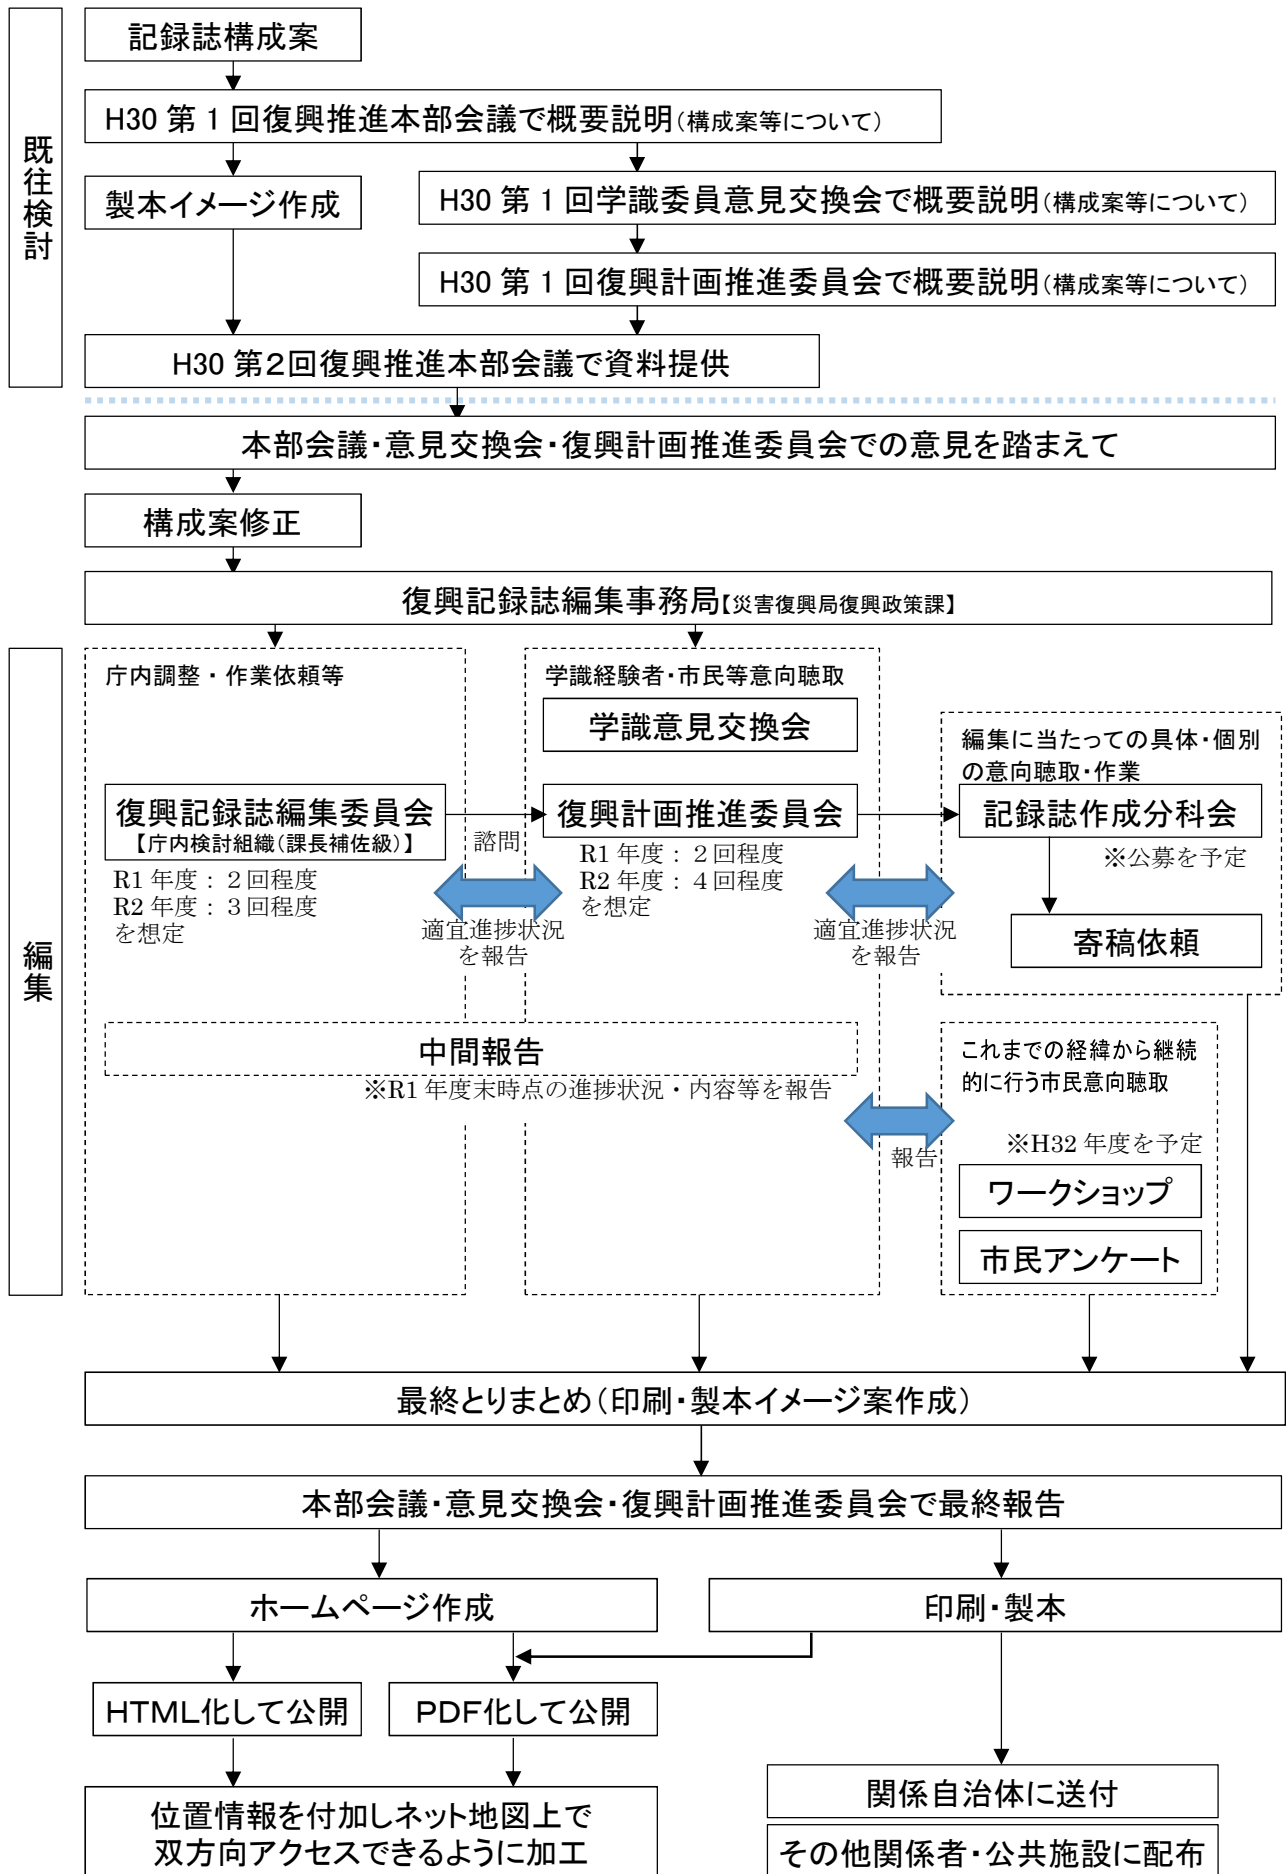 既往検討
記録誌構成案
H30 第1回復興推進本部会議で概要説明(構成案等について)
製本イメージ作成
H30 第1回学識委員意見交換会で概要説明(構成案等について)
H30 第1回復興計画推進委員会で概要説明(構成案等について)
H30 第2回復興推進本部会議で資料提供
本部会議・意見交換会・復興計画推進委員会での意見を踏まえて
構成案修正
復興記録誌編集事務局【災害復興局復興政策課】
編集
庁内調整・作業依頼等
復興記録誌編集委員会
【庁内検討組織(課長補佐級)】
R1 年度：2回程度
R2 年度：3回程度
を想定
諮問
適宜進捗状況
を報告
学識経験者・市民等意向聴取
学識意見交換会
復興計画推進委員会
R1 年度：2回程度
R2 年度：4回程度
を想定
適宜進捗状況
を報告
編集に当たっての具体・個別
の意向聴取・作業
記録誌作成分科会
※公募を予定
寄稿依頼
中間報告
※R1 年度末時点の進捗状況・内容等を報告
報告
これまでの経緯から継続
的に行う市民意向聴取
※H32 年度を予定
ワークショップ
市民アンケート
最終とりまとめ(印刷・製本イメージ案作成)
本部会議・意見交換会・復興計画推進委員会で最終報告
ホームページ作成
印刷・製本
HTML化して公開
PDF化して公開
位置情報を付加しネット地図上で
双方向アクセスできるように加工
関係自治体に送付
その他関係者・公共施設に配布